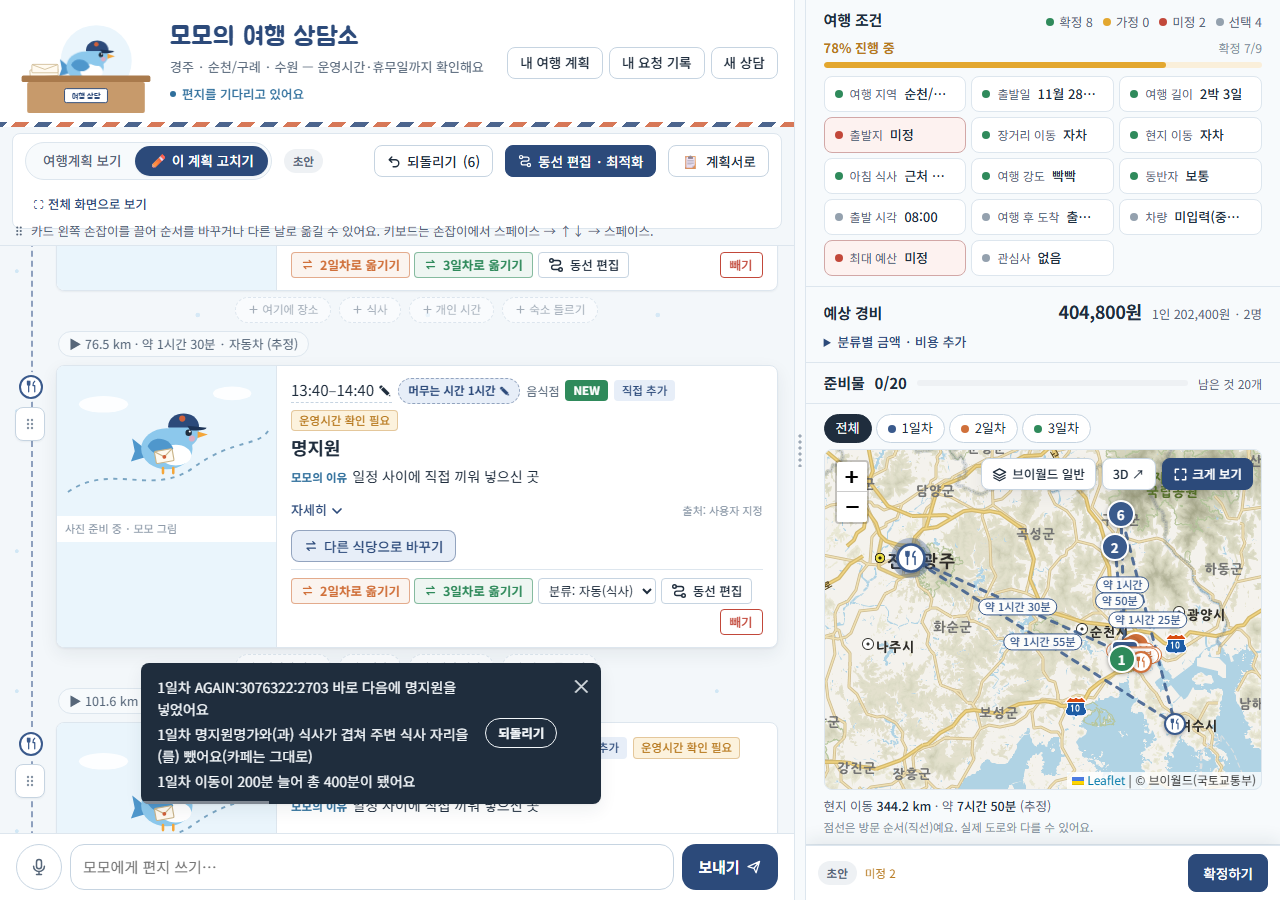 모모의 여행 상담소
경주 · 순천/구례 · 수원 — 운영시간·휴무일까지 확인해요
편지를 기다리고 있어요
여행 상담
내 여행 계획
내 요청 기록
새 상담
여행계획 보기
이 계획 고치기
초안
되돌리기 (6)
동선 편집 · 최적화
계획서로
전체 화면으로 보기
카드 왼쪽 손잡이를 끌어 순서를 바꾸거나 다른 날로 옮길 수 있어요. 키보드는 손잡이에서 스페이스 → ↑↓ → 스페이스.
2일차로 옮기기
3일차로 옮기기
동선 편집
빼기
+ 여기에 장소
+ 식사
+ 개인 시간
+ 숙소 들르기
▶ 76.5 km · 약 1시간 30분 · 자동차 (추정)
13:40–14:40
머무는 시간 1시간
음식점
NEW
직접 추가
운영시간 확인 필요
명지원
모모의 이유 일정 사이에 직접 끼워 넣으신 곳
사진 준비 중 · 모모 그림
자세히
출처: 사용자 지정
다른 식당으로 바꾸기
2일차로 옮기기
3일차로 옮기기
분류: 자동(식사)
동선 편집
빼기
▶ 101.6 km
추가
운영시간 확인 필요
모모의 이유 일정 사이에 직접 끼워 넣으신 곳
1일차 AGAIN:3076322:2703 바로 다음에 명지원을
넣었어요
1일차 명지원명가와(과) 식사가 겹쳐 주변 식사 자리을
(를) 뺐어요(카페는 그대로)
1일차 이동이 200분 늘어 총 400분이 됐어요
되돌리기
모모에게 편지 쓰기…
보내기
여행 조건
확정 8
가정 0
미정 2
선택 4
78% 진행 중
확정 7/9
여행 지역 순천/…
출발일 11월 28…
여행 길이 2박 3일
출발지 미정
장거리 이동 자차
현지 이동 자차
아침 식사 근처 …
여행 강도 빡빡
동반자 보통
출발 시각 08:00
여행 후 도착 출…
차량 미입력(중…
최대 예산 미정
관심사 없음
예상 경비
404,800원 1인 202,400원 · 2명
▶ 분류별 금액 · 비용 추가
준비물 0/20
남은 것 20개
전체
1일차
2일차
3일차
+
−
브이월드 일반
3D ↗
크게 보기
국립공원
담양군
곡성군
6
2
광주
하동군
약 1시간
약 50분
약 1시간 30분
약 1시간 25분
광양시
화순군
순천시
약 1시간 55분
나주시
1
10
10
보성군
여수시
남해
군
강진군
장흥군
Leaflet | © 브이월드(국토교통부)
현지 이동 344.2 km · 약 7시간 50분 (추정)
점선은 방문 순서(직선)예요. 실제 도로와 다를 수 있어요.
초안
미정 2
확정하기